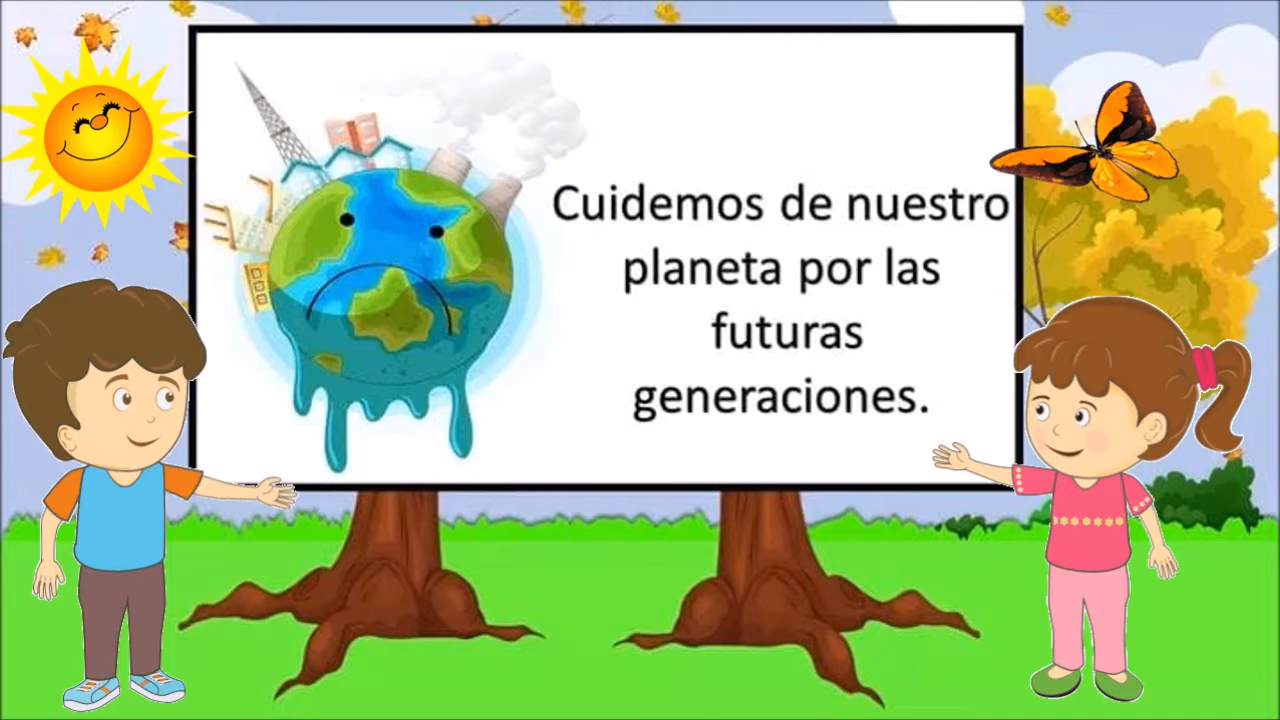 Cuidemos de nuestro
planeta por las
futuras
generaciones.